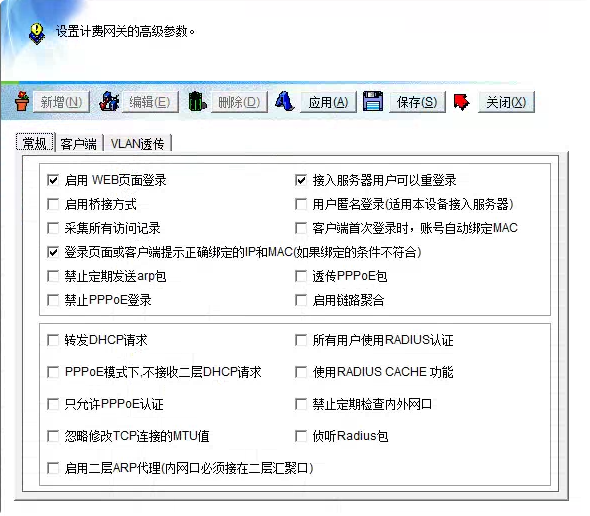 设置计费网关的高级参数。
新增(N) 编辑(E) 删除(D) 应用(A) 保存(S) 关闭(X)
常规 客户端 VLAN透传
启用 WEB页面登录 接入服务器用户可以重登录
启用桥接方式 用户匿名登录(适用本设备接入服务器)
采集所有访问记录 客户端首次登录时，账号自动绑定MAC
登录页面或客户端提示正确绑定的IP和MAC(如果绑定的条件不符合)
禁止定期发送arp包 透传PPPoE包
禁止PPPoE登录 启用链路聚合
转发DHCP请求 所有用户使用RADIUS认证
PPPoE模式下,不接收二层DHCP请求 使用RADIUS CACHE 功能
只允许PPPoE认证 禁止定期检查内外网口
忽略修改TCP连接的MTU值 侦听Radius包
启用二层ARP代理(内网口必须接在二层汇聚口)